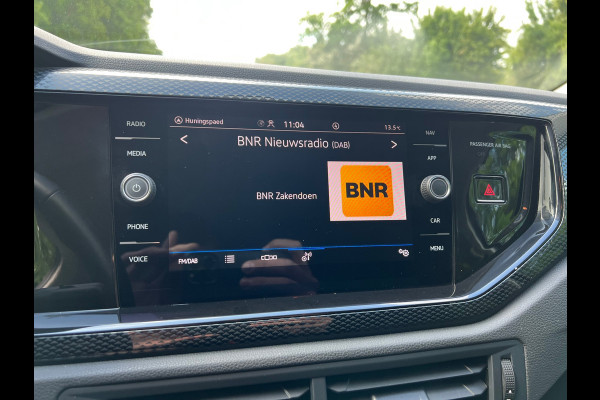 RADIO
MEDIA
PHONE
VOICE
Huningspaed
11:04
13.5°C
< BNR Nieuwsradio (DAB) >
BNR Zakendoen
BNR
FM/DAB
NAV
APP
CAR
MENU
PASSENGER AIR BAG